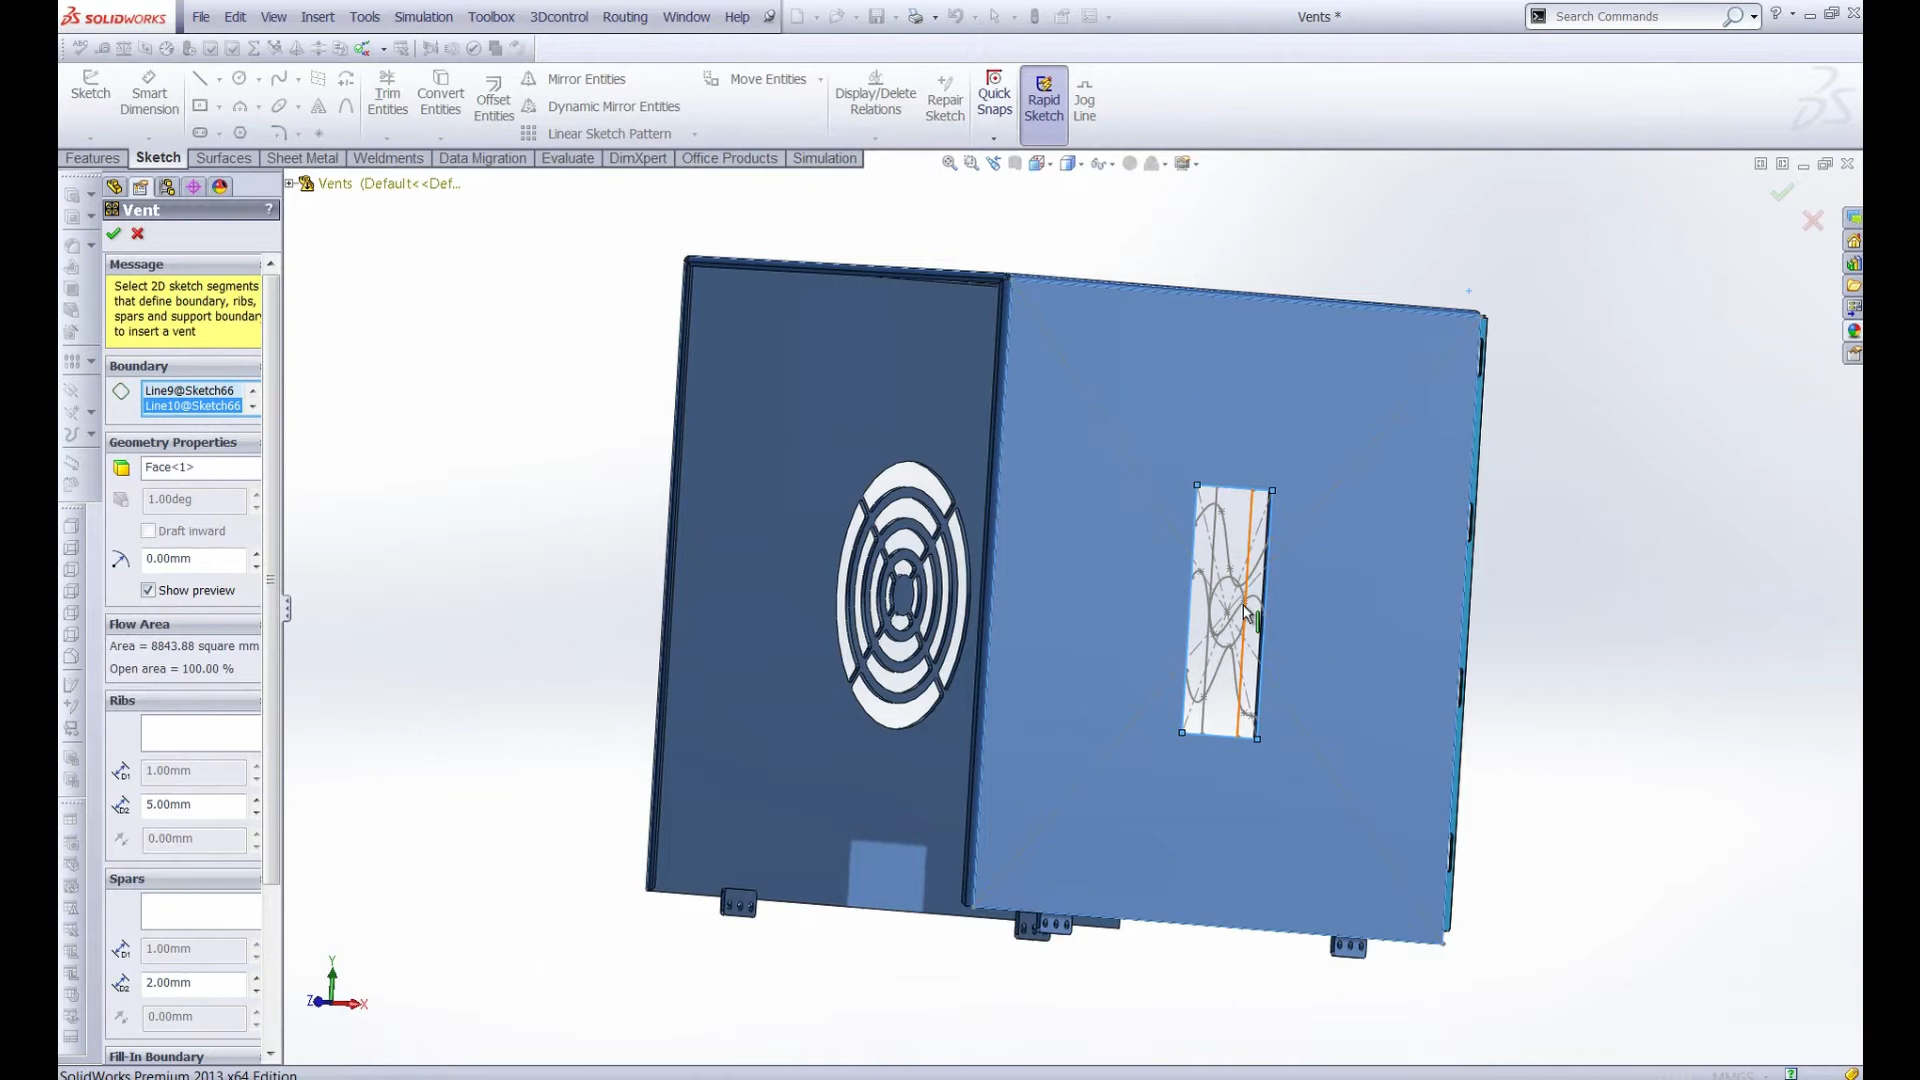 SOLIDWORKS File Edit View Insert Tools Simulation Toolbox 3Dcontrol Routing Window Help Vents * Search Commands
Sketch Smart Dimension Trim Entities Convert Entities Offset Entities Mirror Entities Dynamic Mirror Entities Linear Sketch Pattern Move Entities Display/Delete Relations Repair Sketch Quick Snaps Rapid Sketch Jog Line
Features Sketch Surfaces Sheet Metal Weldments Data Migration Evaluate DimXpert Office Products Simulation
Vents (Default<<Def...
Vent ?
Message
Select 2D sketch segments
that define boundary, ribs,
spars and support boundary
to insert a vent
Boundary
Line9@Sketch66
Line10@Sketch66
Geometry Properties
Face<1>
1.00deg
Draft inward
0.00mm
Show preview
Flow Area
Area = 8843.88 square mm
Open area = 100.00 %
Ribs
D1 1.00mm
D2 5.00mm
0.00mm
Spars
D1 1.00mm
D2 2.00mm
0.00mm
Fill-In Boundary
Y
Z X
SolidWorks Premium 2013 x64 Edition
MMGS